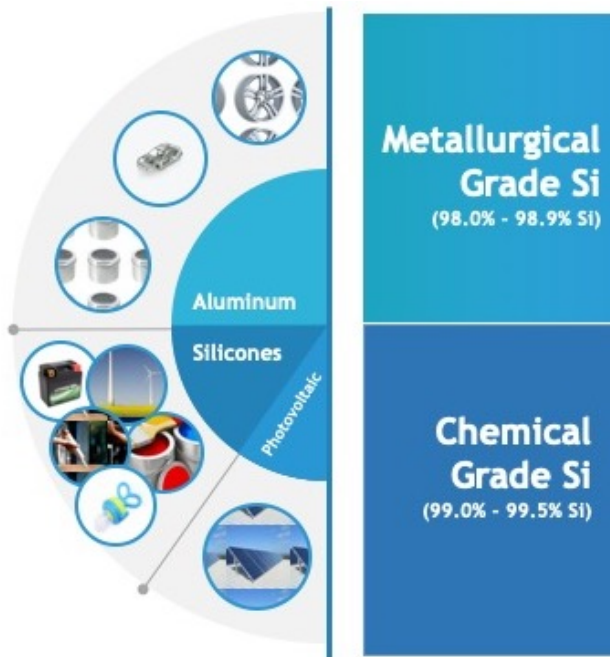 Metallurgical
Grade Si
(98.0% - 98.9% Si)
Aluminum
Silicones
Photovoltaic
Chemical
Grade Si
(99.0% - 99.5% Si)